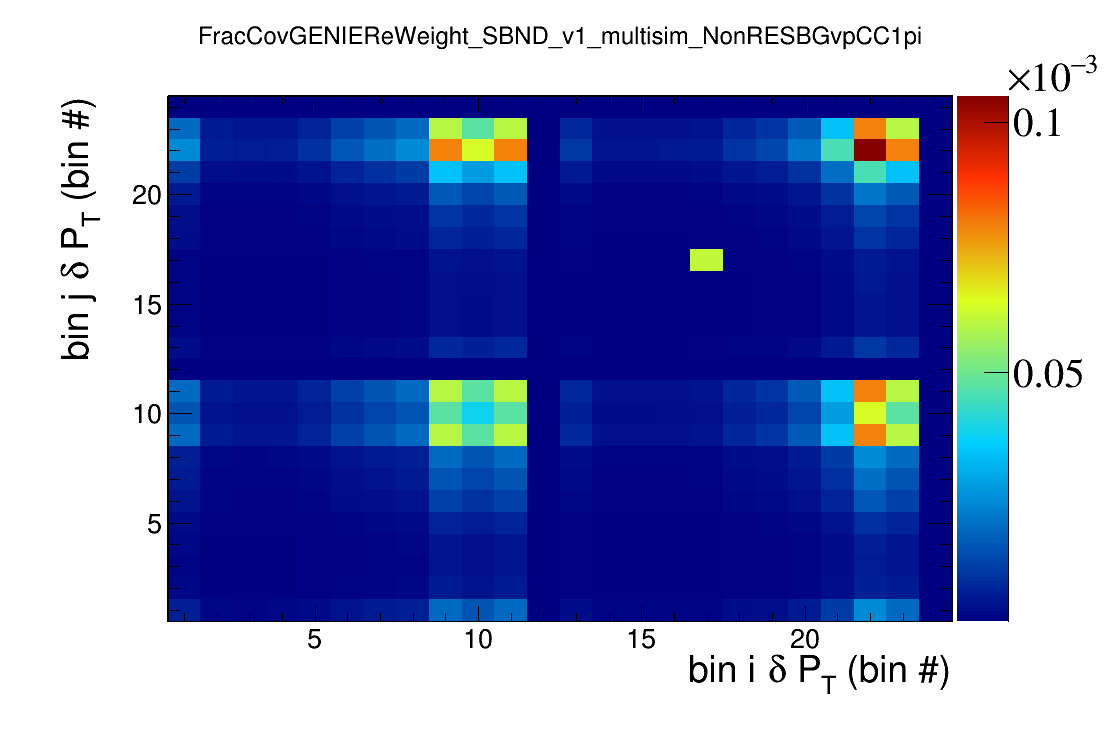 FracCovGENIEReWeight_SBND_v1_multisim_NonRESBGvpCC1pi
×10⁻³
0.1
0.05
bin j δ P_T (bin #)
20
15
10
5
5 10 15 20
bin i δ P_T (bin #)